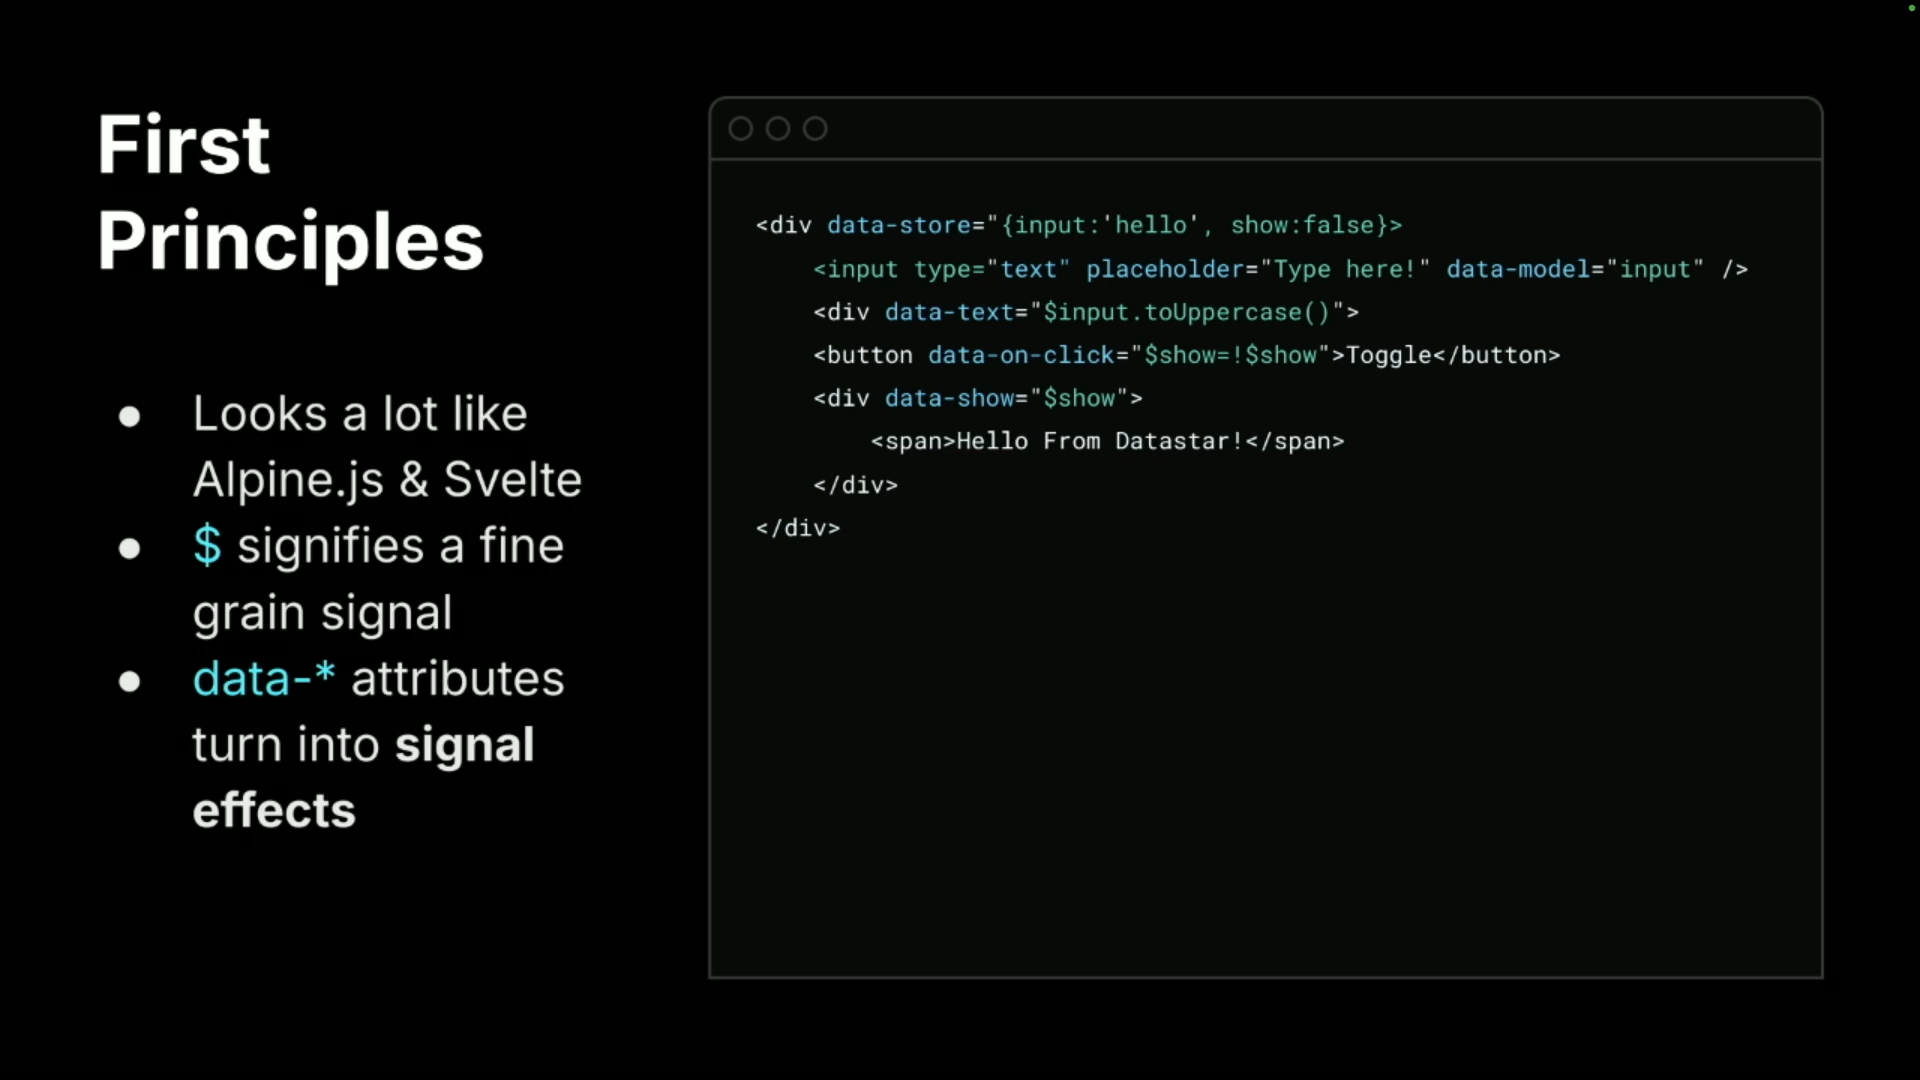 First
Principles
● Looks a lot like
Alpine.js & Svelte
● $ signifies a fine
grain signal
● data-* attributes
turn into signal
effects
<div data-store="{input:'hello', show:false}>
    <input type="text" placeholder="Type here!" data-model="input" />
    <div data-text="$input.toUppercase()">
    <button data-on-click="$show=!$show">Toggle</button>
    <div data-show="$show">
        <span>Hello From Datastar!</span>
    </div>
</div>